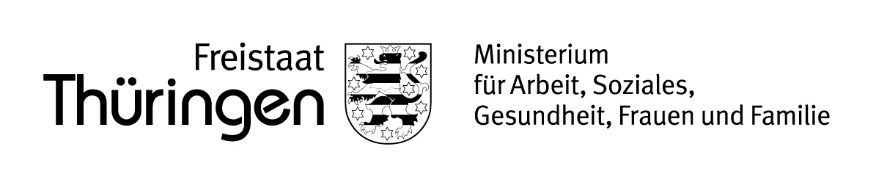 Freistaat
Thüringen
Ministerium
für Arbeit, Soziales,
Gesundheit, Frauen und Familie